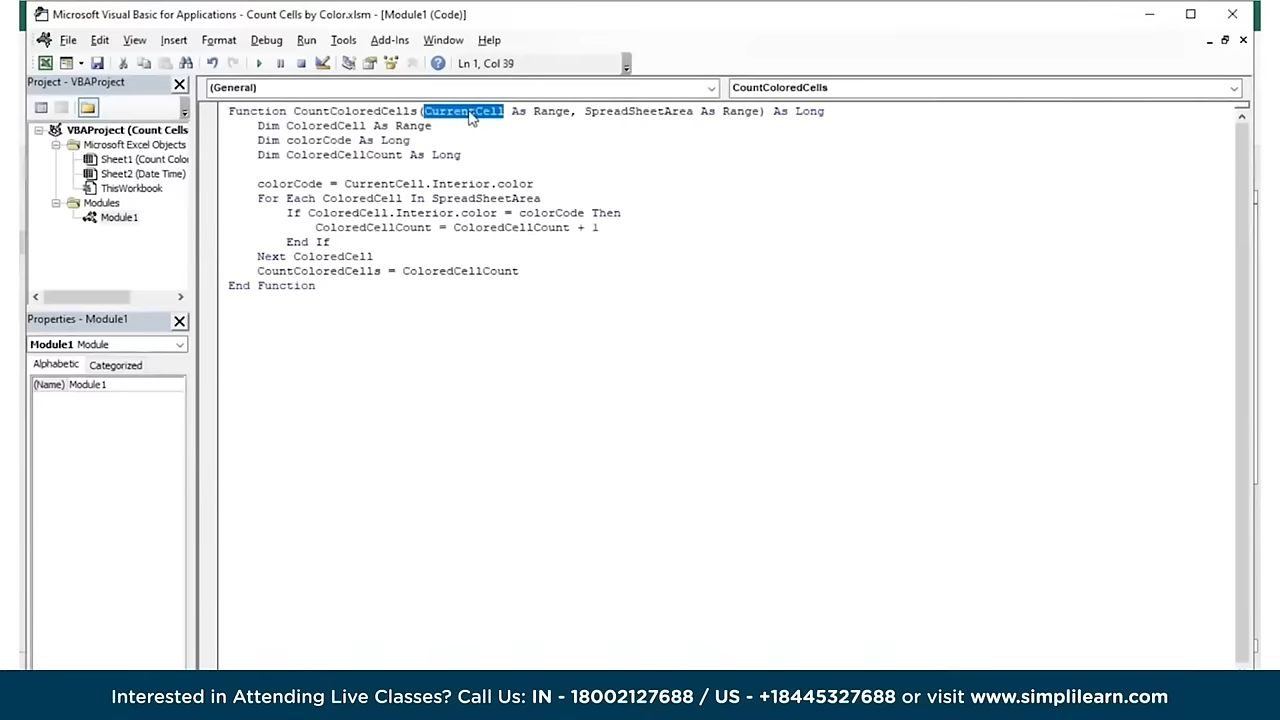 Microsoft Visual Basic for Applications - Count Cells by Color.xlsm - [Module1 (Code)]
File Edit View Insert Format Debug Run Tools Add-Ins Window Help
Ln 1, Col 39
Project - VBAProject
(General) CountColoredCells
VBAProject (Count Cells
Microsoft Excel Objects
Sheet1 (Count Color
Sheet2 (Date Time)
ThisWorkbook
Modules
Module1
Function CountColoredCells(CurrentCell As Range, SpreadSheetArea As Range) As Long
Dim ColoredCell As Range
Dim colorCode As Long
Dim ColoredCellCount As Long
colorCode = CurrentCell.Interior.color
For Each ColoredCell In SpreadSheetArea
If ColoredCell.Interior.color = colorCode Then
ColoredCellCount = ColoredCellCount + 1
End If
Next ColoredCell
CountColoredCells = ColoredCellCount
End Function
Properties - Module1
Module1 Module
Alphabetic Categorized
(Name) Module1
Interested in Attending Live Classes? Call Us: IN - 18002127688 / US - +18445327688 or visit www.simplilearn.com